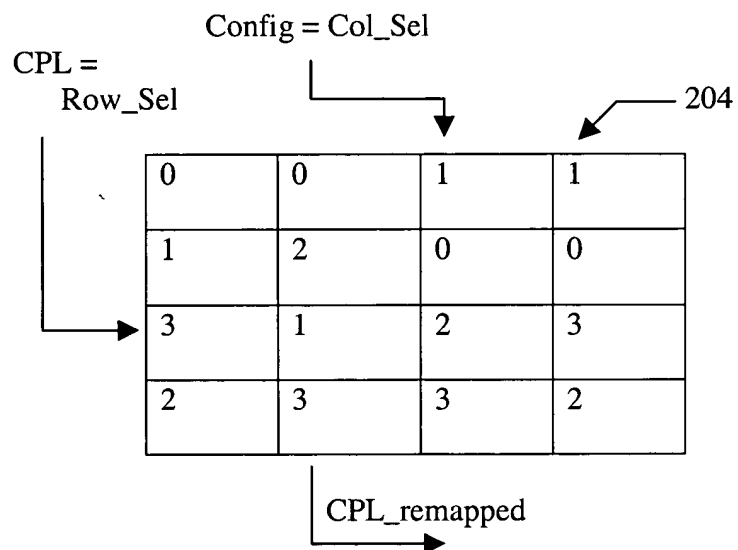 Config = Col_Sel
CPL =
Row_Sel
204
0 0 1 1
1 2 0 0
3 1 2 3
2 3 3 2
CPL_remapped